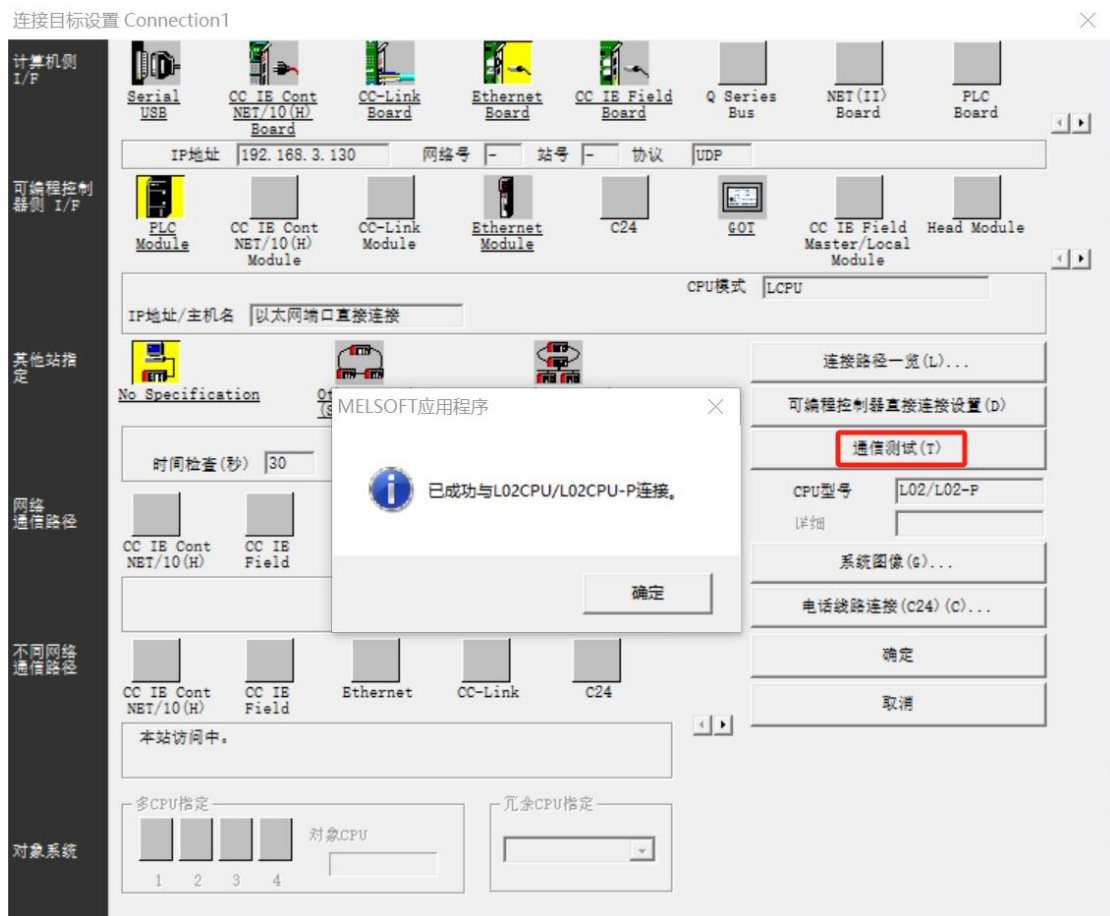 连接目标设置 Connection1
计算机侧
I/F
Serial
USB
CC IE Cont
NET/10(H)
Board
CC-Link
Board
Ethernet
Board
CC IE Field
Board
Q Series
Bus
NET(II)
Board
PLC
Board
IP地址 192.168.3.130 网络号 - 站号 - 协议 UDP
可编程控制
器侧 I/F
PLC
Module
CC IE Cont
NET/10(H)
Module
CC-Link
Module
Ethernet
Module
C24
GOT
CC IE Field
Master/Local
Module
Head Module
CPU模式 LCPU
IP地址/主机名 以太网端口直接连接
其他站指
定
No Specification
连接路径一览(L)...
可编程控制器直接连接设置(D)
MELSOFT应用程序
已成功与L02CPU/L02CPU-P连接。
确定
时间检查(秒) 30
通信测试(T)
CPU型号 L02/L02-P
详细
网络
通信路径
CC IE Cont
NET/10(H)
CC IE
Field
系统图像(G)...
电话线路连接(C24)(C)...
不同网络
通信路径
CC IE Cont
NET/10(H)
CC IE
Field
Ethernet
CC-Link
C24
确定
取消
本站访问中。
对象系统
多CPU指定
1 2 3 4
对象CPU
冗余CPU指定